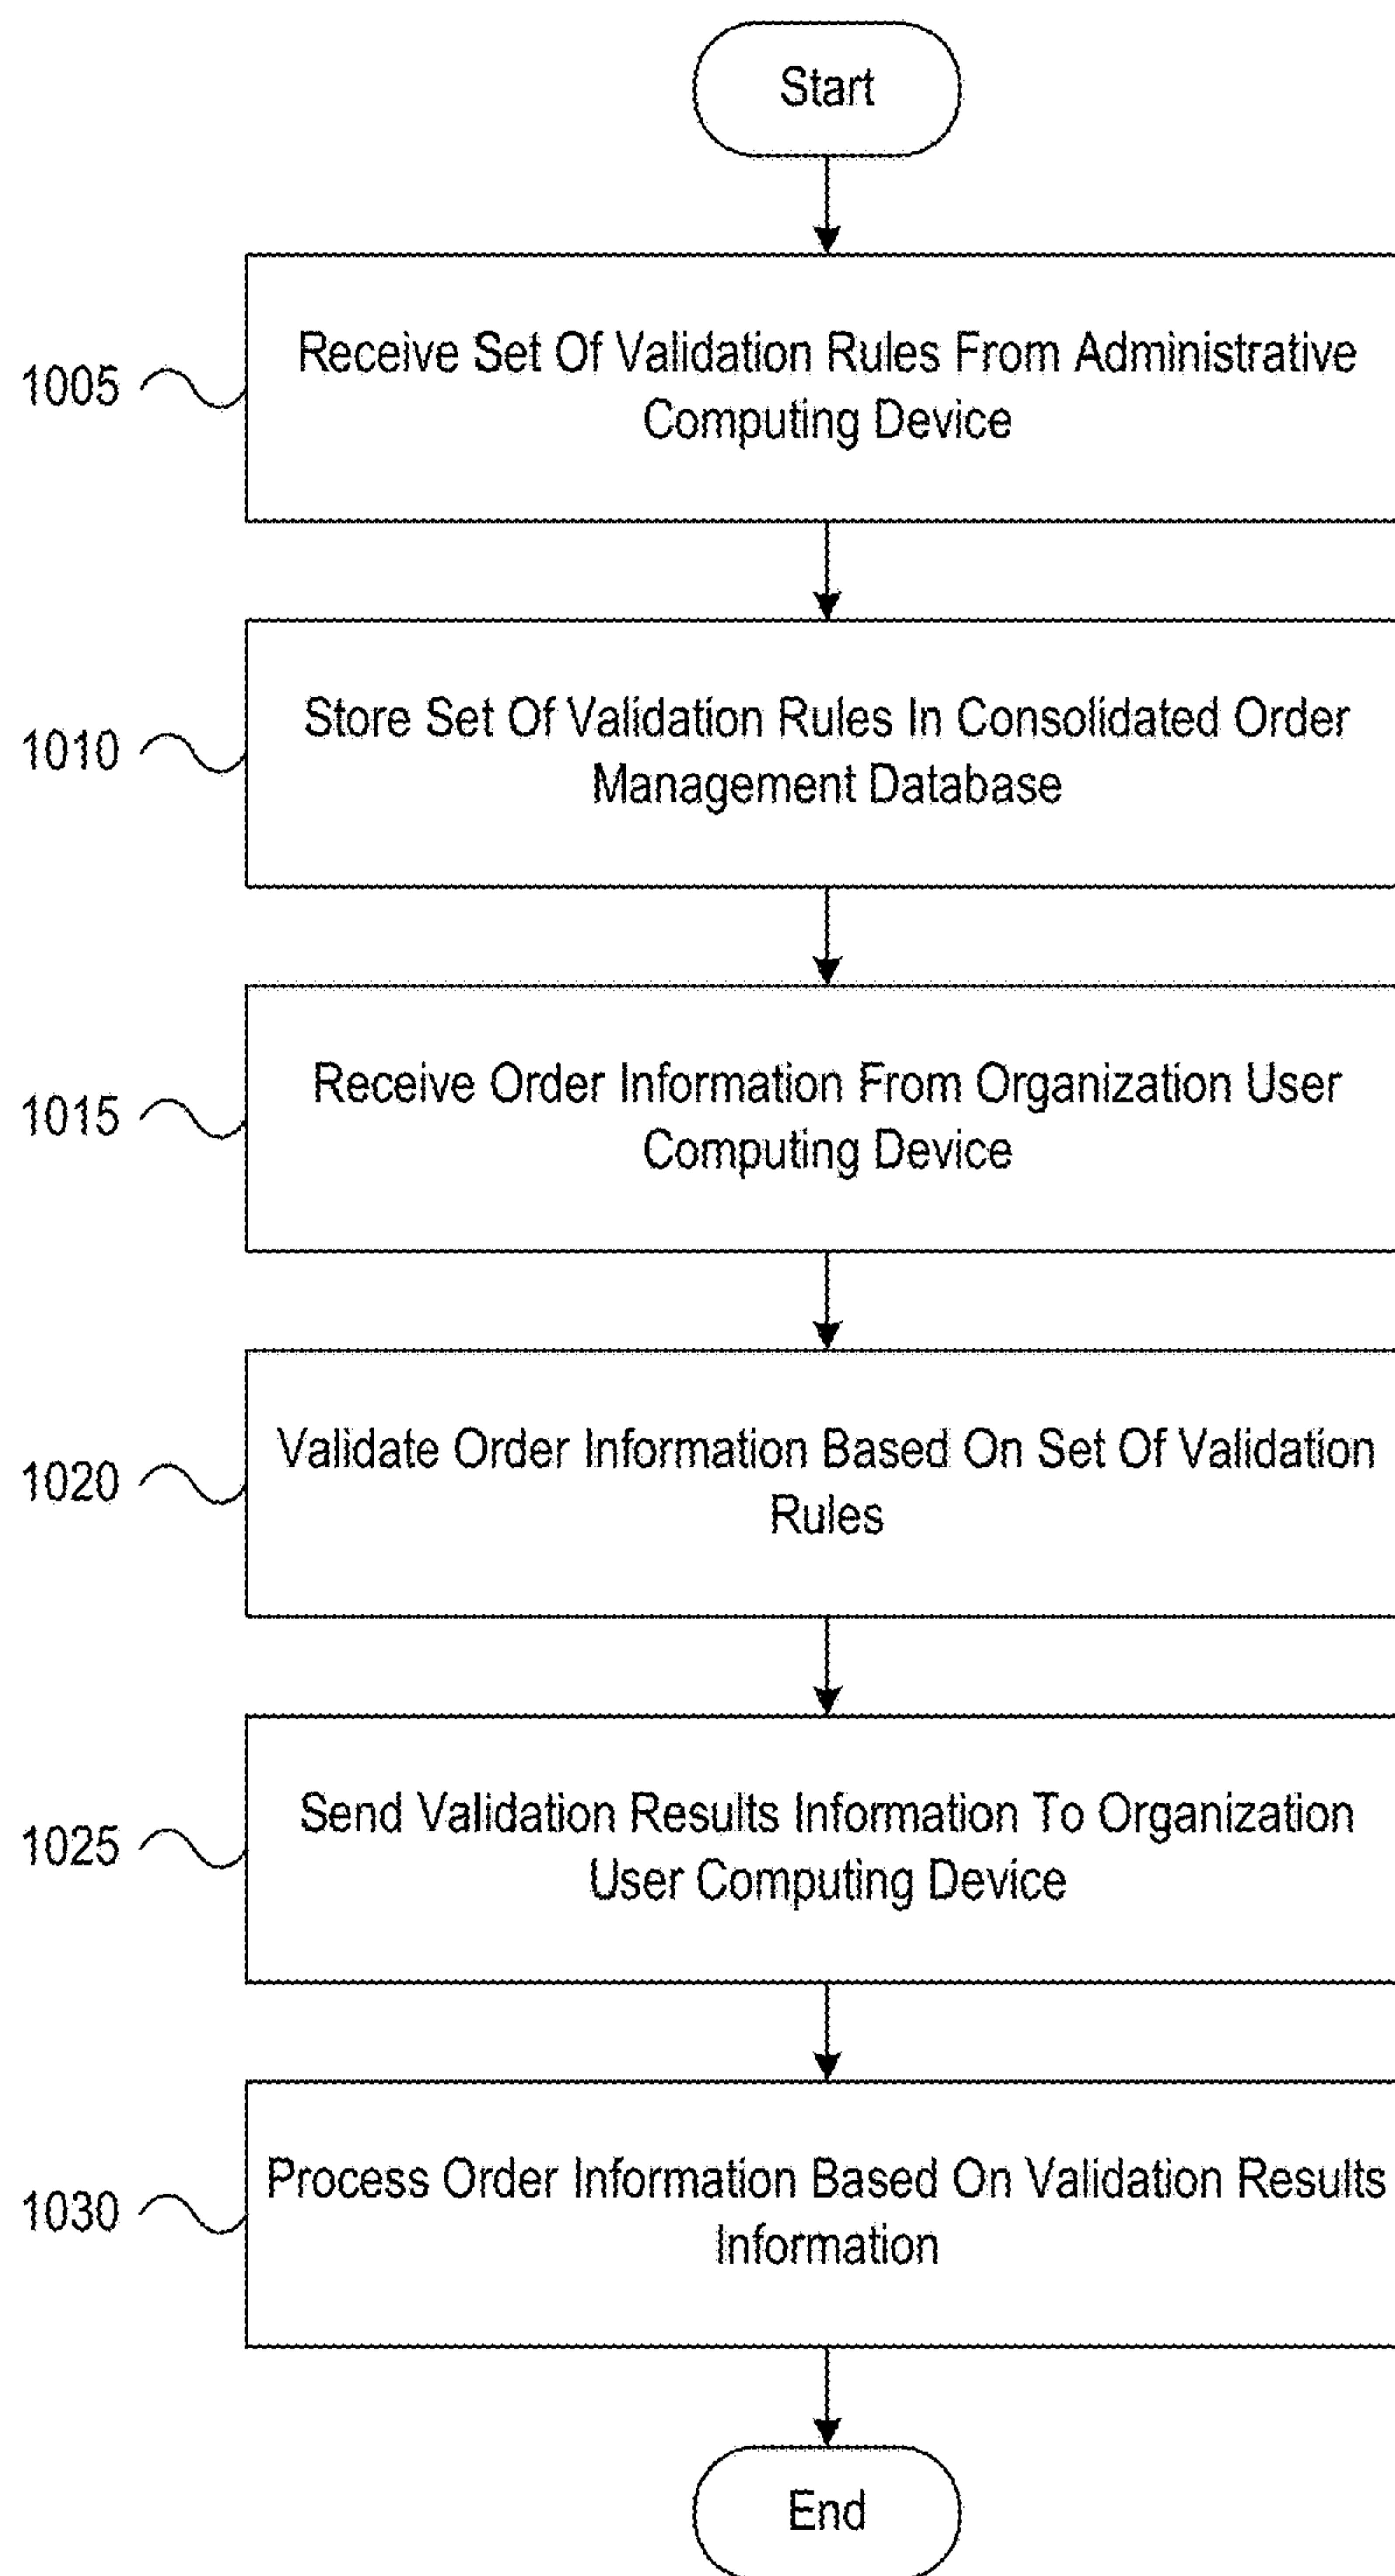 Start
1005
Receive Set Of Validation Rules From Administrative
Computing Device
1010
Store Set Of Validation Rules In Consolidated Order
Management Database
1015
Receive Order Information From Organization User
Computing Device
1020
Validate Order Information Based On Set Of Validation
Rules
1025
Send Validation Results Information To Organization
User Computing Device
1030
Process Order Information Based On Validation Results
Information
End